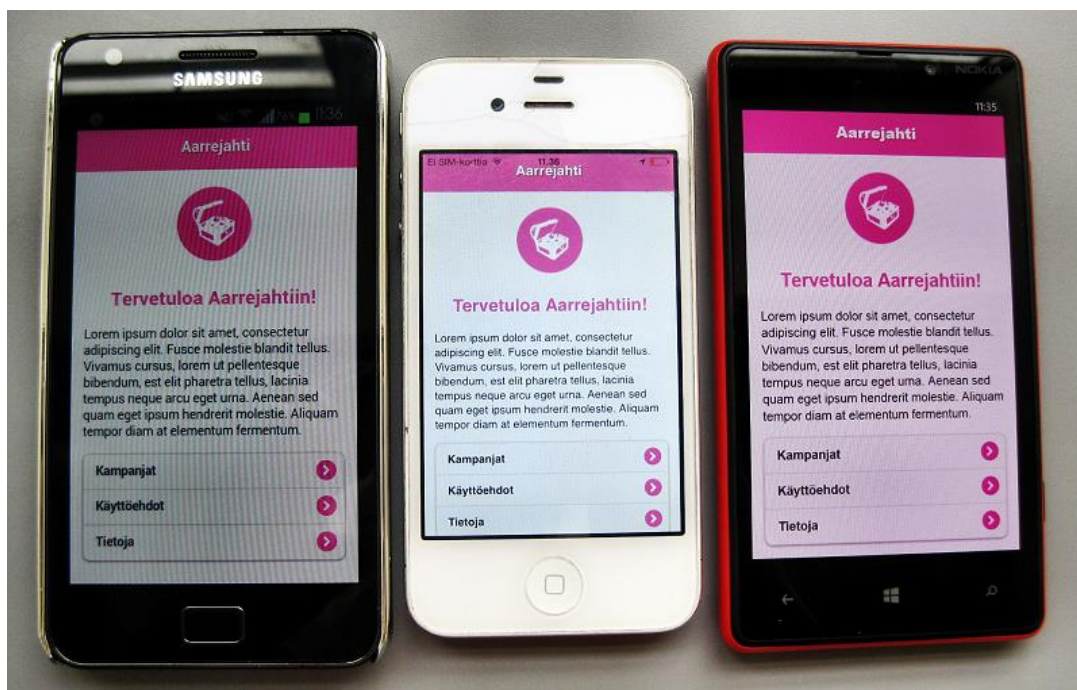 SAMSUNG
76% 11:36
Aarrejahti
Tervetuloa Aarrejahtiin!
Lorem ipsum dolor sit amet, consectetur
adipiscing elit. Fusce molestie blandit tellus.
Vivamus cursus, lorem ut pellentesque
bibendum, est elit pharetra tellus, lacinia
tempus neque arcu eget urna. Aenean sed
quam eget ipsum hendrerit molestie. Aliquam
tempor diam at elementum fermentum.
Kampanjat
Käyttöehdot
Tietoja
Ei SIM-korttia 11.36
Aarrejahti
Tervetuloa Aarrejahtiin!
Lorem ipsum dolor sit amet, consectetur
adipiscing elit. Fusce molestie blandit tellus.
Vivamus cursus, lorem ut pellentesque
bibendum, est elit pharetra tellus, lacinia
tempus neque arcu eget urna. Aenean sed
quam eget ipsum hendrerit molestie. Aliquam
tempor diam at elementum fermentum.
Kampanjat
Käyttöehdot
Tietoja
NOKIA
11:35
Aarrejahti
Tervetuloa Aarrejahtiin!
Lorem ipsum dolor sit amet, consectetur
adipiscing elit. Fusce molestie blandit tellus.
Vivamus cursus, lorem ut pellentesque
bibendum, est elit pharetra tellus, lacinia
tempus neque arcu eget urna. Aenean sed
quam eget ipsum hendrerit molestie. Aliquam
tempor diam at elementum fermentum.
Kampanjat
Käyttöehdot
Tietoja